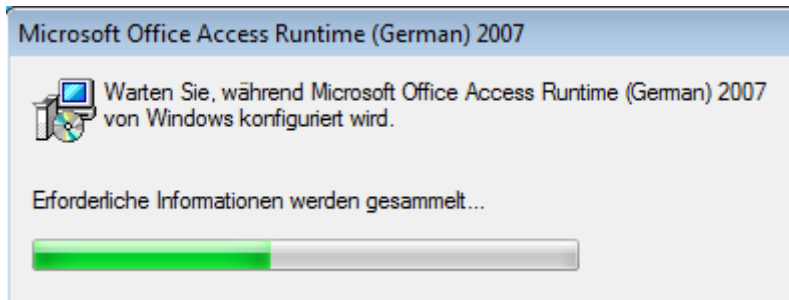 Microsoft Office Access Runtime (German) 2007
Warten Sie, während Microsoft Office Access Runtime (German) 2007
von Windows konfiguriert wird.
Erforderliche Informationen werden gesammelt...